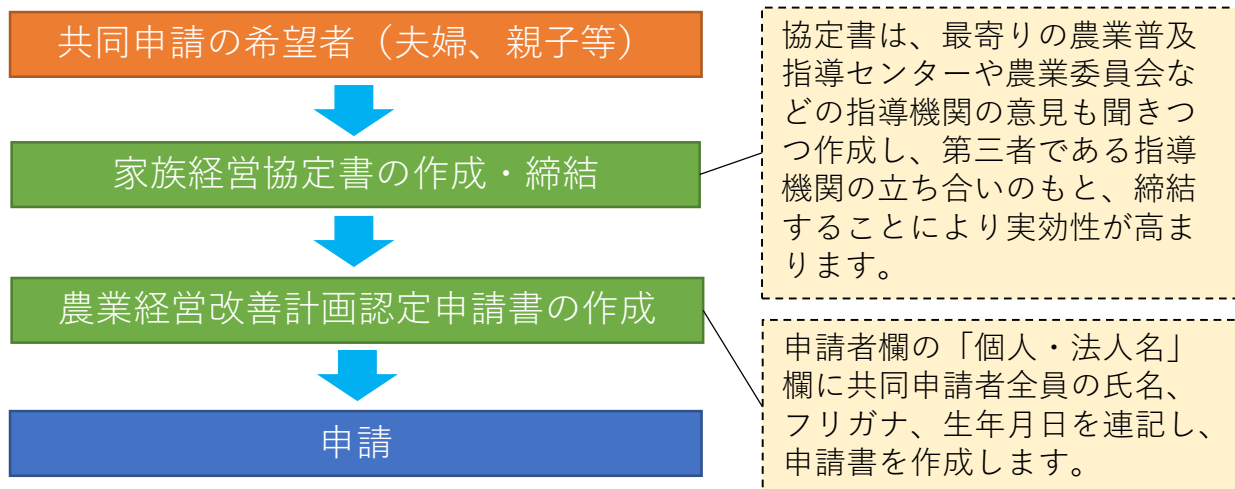 共同申請の希望者（夫婦、親子等）
家族経営協定書の作成・締結
農業経営改善計画認定申請書の作成
申請
協定書は、最寄りの農業普及
指導センターや農業委員会な
どの指導機関の意見も聞きつ
つ作成し、第三者である指導
機関の立ち合いのもと、締結
することにより実効性が高ま
ります。
申請者欄の「個人・法人名」
欄に共同申請者全員の氏名、
フリガナ、生年月日を連記し、
申請書を作成します。